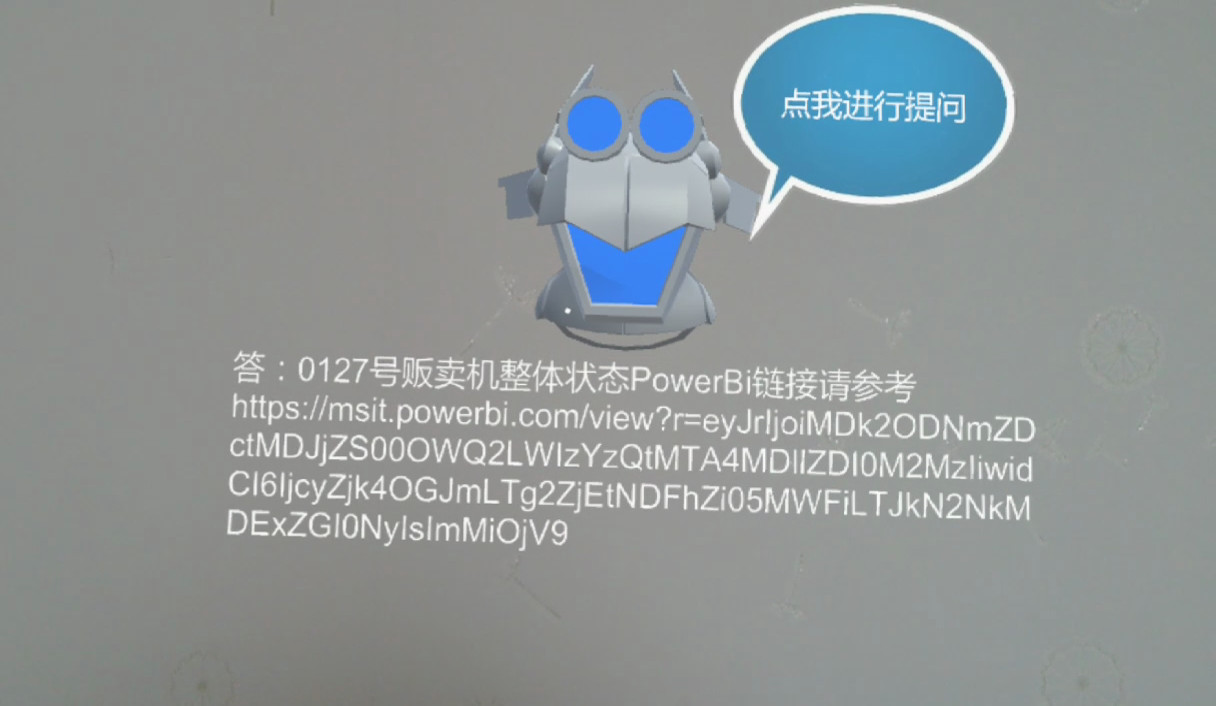 点我进行提问
答：0127号贩卖机整体状态PowerBi链接请参考
https://msit.powerbi.com/view?r=eyJrIjoiMDk2ODNmZD
ctMDJjZS00OWQ2LWIzYzQtMTA4MDllZDI0M2MzIiwid
CI6IjcyZjk4OGJmLTg2ZjEtNDFhZi05MWFiLTJkN2NkM
DExZGI0NyIsImMiOjV9